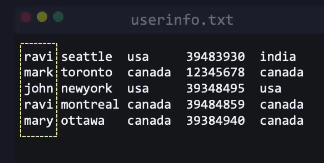 userinfo.txt
ravi seattle usa 39483930 india
mark toronto canada 12345678 canada
john newyork usa 39348495 usa
ravi montreal canada 39484859 canada
mary ottawa canada 39384940 canada